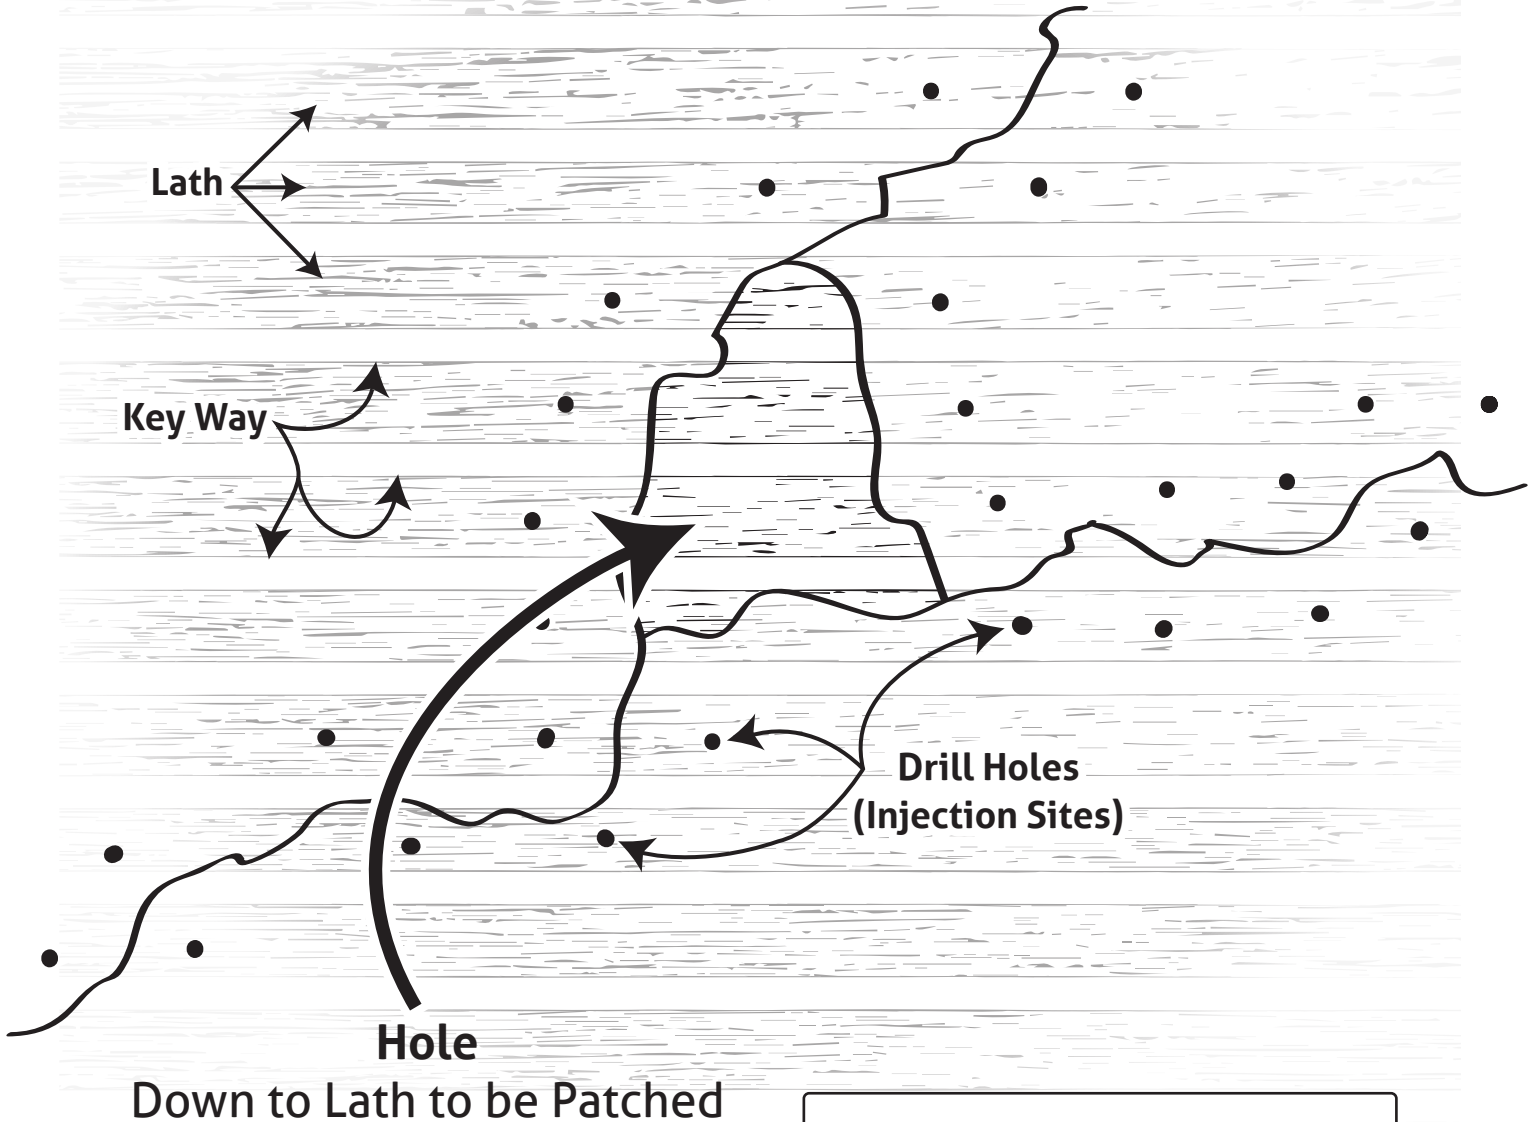 Lath
Key Way
Drill Holes
(Injection Sites)
Hole
Down to Lath to be Patched